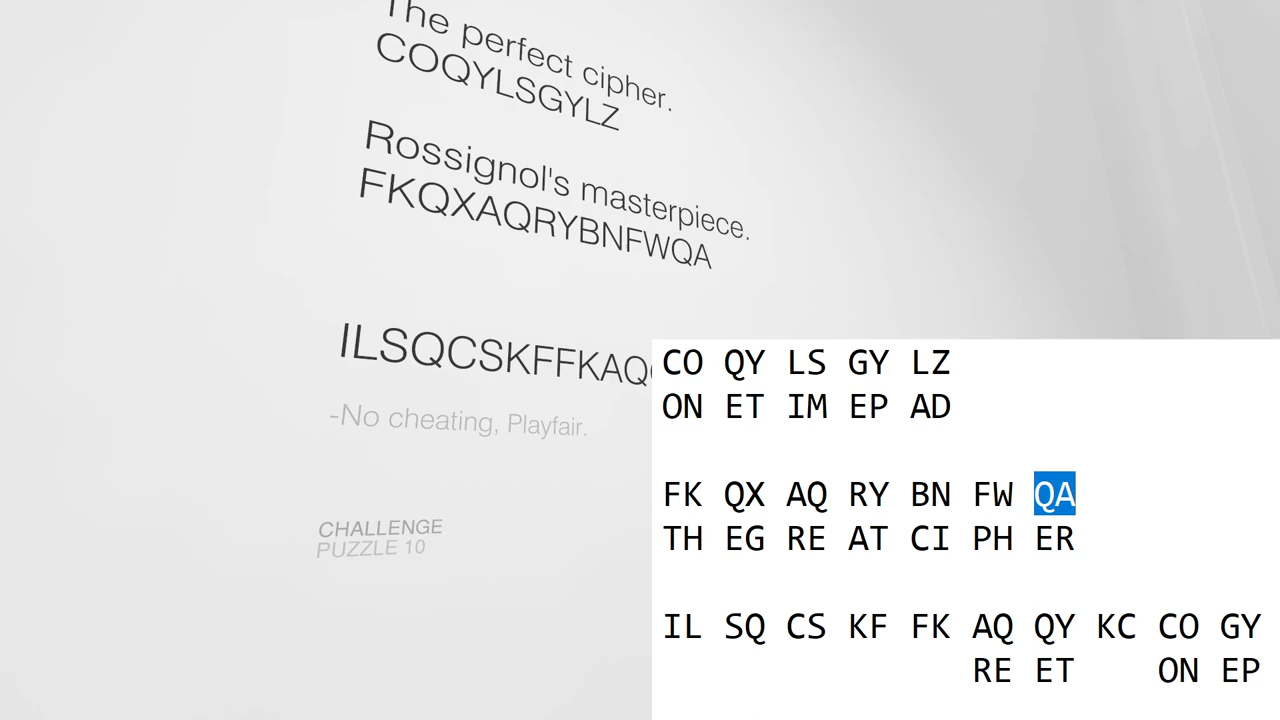 The perfect cipher.
COQYLSGYLZ
Rossignol's masterpiece.
FKQXAQRYBNFWQA
ILSQCSKFFKAQ
-No cheating, Playfair.
CHALLENGE
PUZZLE 10
CO QY LS GY LZ
ON ET IM EP AD
FK QX AQ RY BN FW QA
TH EG RE AT CI PH ER
IL SQ CS KF FK AQ QY KC CO GY
RE ET ON EP